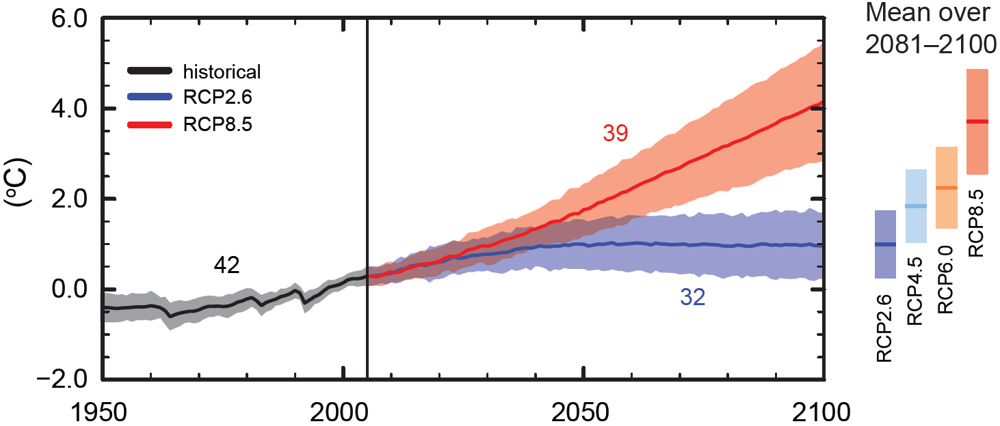 6.0
4.0
2.0
0.0
−2.0
(°C)
1950
2000
2050
2100
historical
RCP2.6
RCP8.5
42
39
32
Mean over
2081–2100
RCP2.6
RCP4.5
RCP6.0
RCP8.5